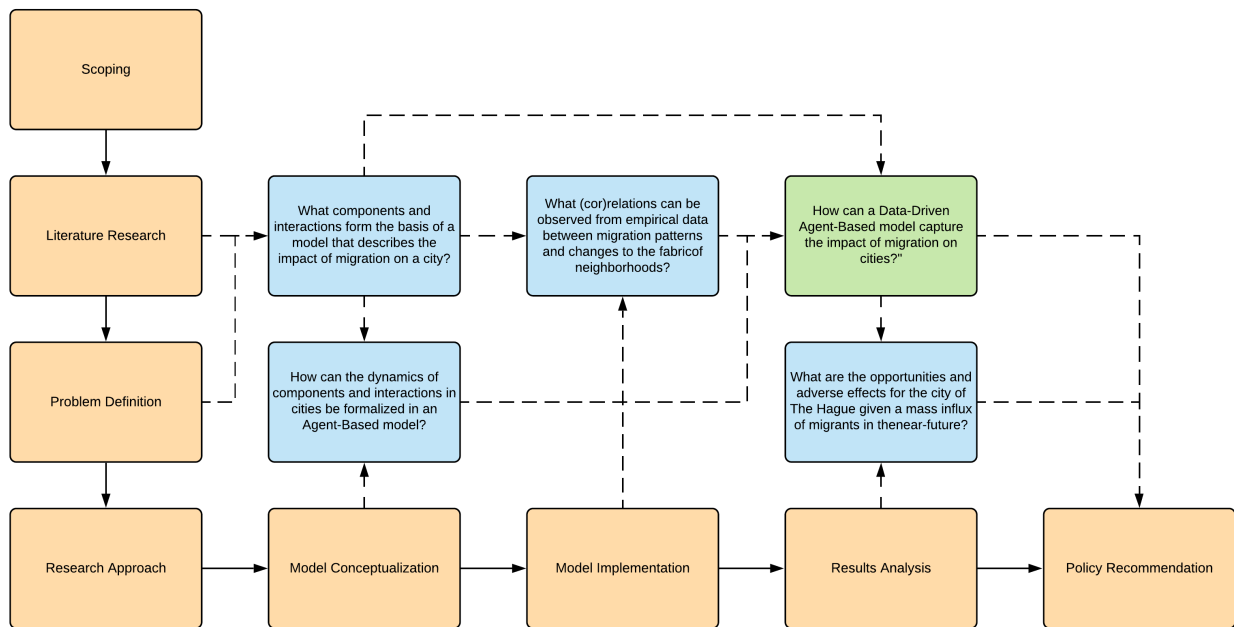 Scoping
Literature Research
What components and
interactions form the basis of a
model that describes the
impact of migration on a city?
What (cor)relations can be
observed from empirical data
between migration patterns
and changes to the fabricof
neighborhoods?
How can a Data-Driven
Agent-Based model capture
the impact of migration on
cities?"
Problem Definition
How can the dynamics of
components and interactions in
cities be formalized in an
Agent-Based model?
What are the opportunities and
adverse effects for the city of
The Hague given a mass influx
of migrants in thenear-future?
Research Approach
Model Conceptualization
Model Implementation
Results Analysis
Policy Recommendation